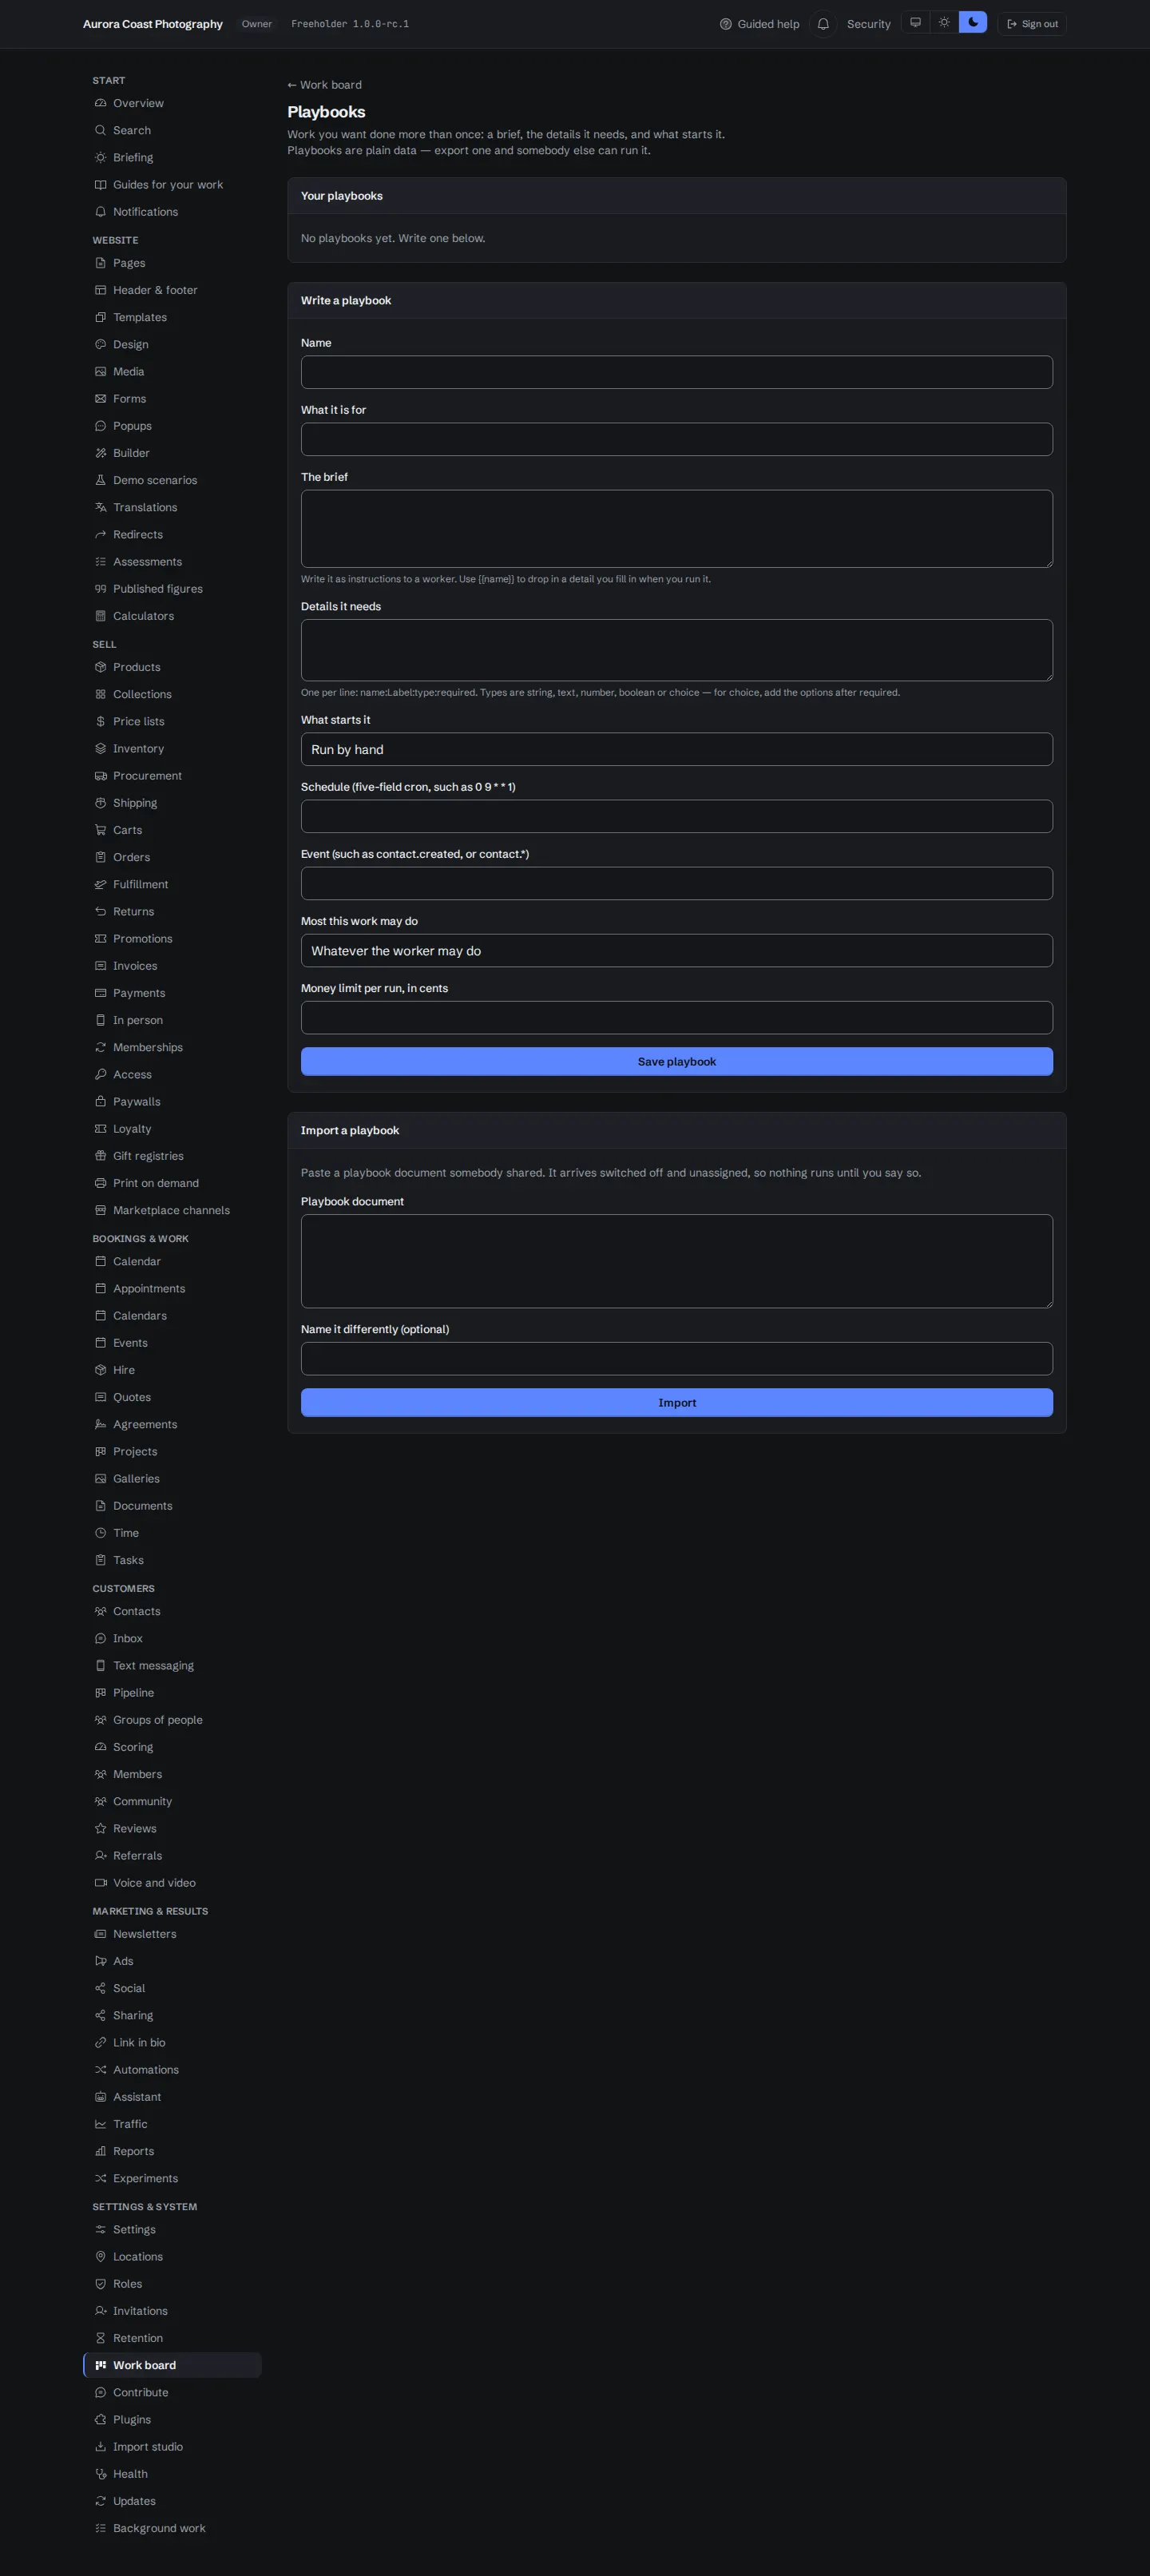 Aurora Coast Photography Owner Freeholder 1.0.0-rc.1 Guided help Security Sign out
START
Overview
Search
Briefing
Guides for your work
Notifications
WEBSITE
Pages
Header & footer
Templates
Design
Media
Forms
Popups
Builder
Demo scenarios
Translations
Redirects
Assessments
Published figures
Calculators
SELL
Products
Collections
Price lists
Inventory
Procurement
Shipping
Carts
Orders
Fulfillment
Returns
Promotions
Invoices
Payments
In person
Memberships
Access
Paywalls
Loyalty
Gift registries
Print on demand
Marketplace channels
BOOKINGS & WORK
Calendar
Appointments
Calendars
Events
Hire
Quotes
Agreements
Projects
Galleries
Documents
Time
Tasks
CUSTOMERS
Contacts
Inbox
Text messaging
Pipeline
Groups of people
Scoring
Members
Community
Reviews
Referrals
Voice and video
MARKETING & RESULTS
Newsletters
Ads
Social
Sharing
Link in bio
Automations
Assistant
Traffic
Reports
Experiments
SETTINGS & SYSTEM
Settings
Locations
Roles
Invitations
Retention
Work board
Contribute
Plugins
Import studio
Health
Updates
Background work
← Work board
Playbooks
Work you want done more than once: a brief, the details it needs, and what starts it.
Playbooks are plain data — export one and somebody else can run it.
Your playbooks
No playbooks yet. Write one below.
Write a playbook
Name
What it is for
The brief
Write it as instructions to a worker. Use {{name}} to drop in a detail you fill in when you run it.
Details it needs
One per line: name:Label:type:required. Types are string, text, number, boolean or choice — for choice, add the options after required.
What starts it
Run by hand
Schedule (five-field cron, such as 0 9 * * 1)
Event (such as contact.created, or contact.*)
Most this work may do
Whatever the worker may do
Money limit per run, in cents
Save playbook
Import a playbook
Paste a playbook document somebody shared. It arrives switched off and unassigned, so nothing runs until you say so.
Playbook document
Name it differently (optional)
Import